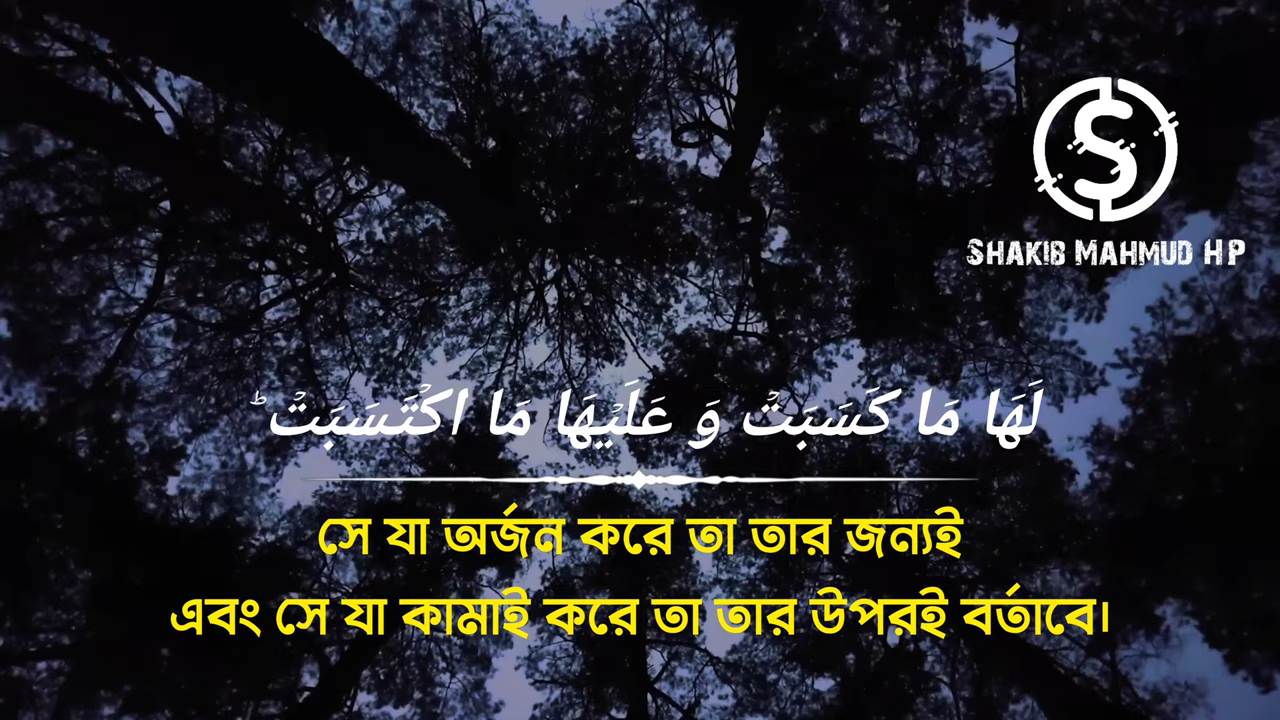 SHAKIB MAHMUD HP
لَهَا مَا كَسَبَتْ وَ عَلَيْهَا مَا اكْتَسَبَتْ ؕ
সে যা অর্জন করে তা তার জন্যই
এবং সে যা কামাই করে তা তার উপরই বর্তাবে।